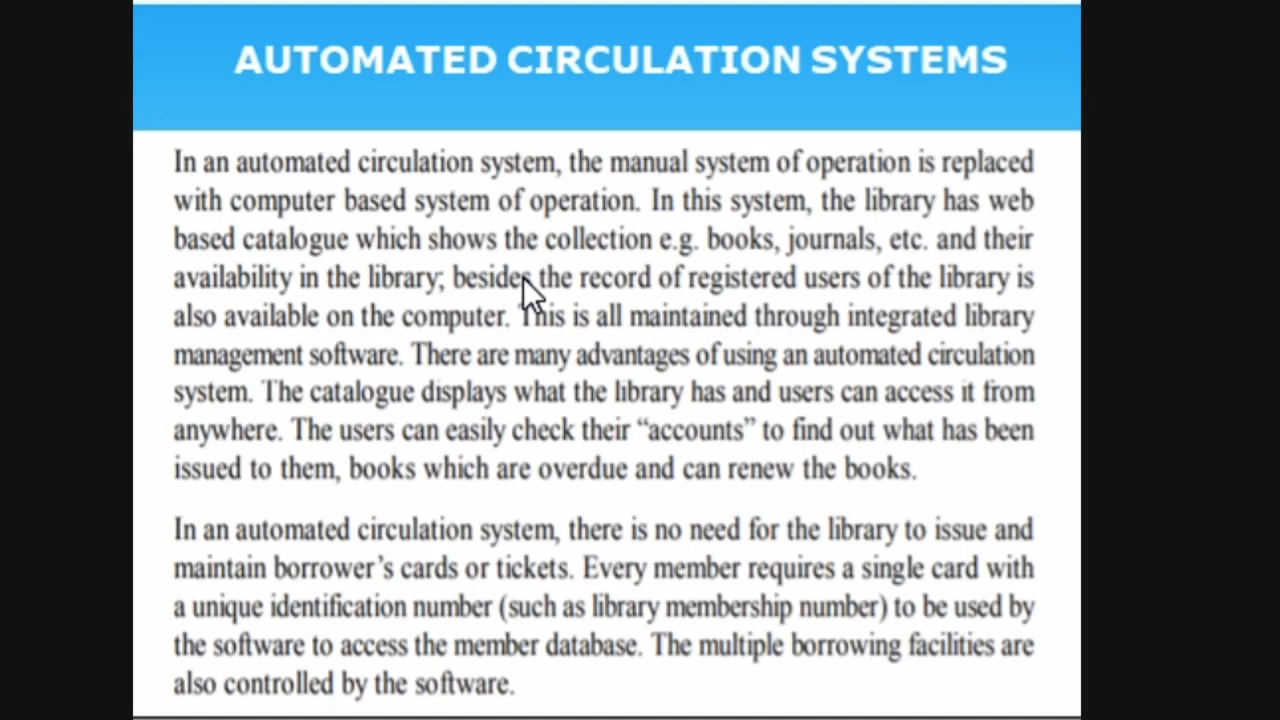 AUTOMATED CIRCULATION SYSTEMS
In an automated circulation system, the manual system of operation is replaced
with computer based system of operation. In this system, the library has web
based catalogue which shows the collection e.g. books, journals, etc. and their
availability in the library; besides the record of registered users of the library is
also available on the computer. This is all maintained through integrated library
management software. There are many advantages of using an automated circulation
system. The catalogue displays what the library has and users can access it from
anywhere. The users can easily check their “accounts” to find out what has been
issued to them, books which are overdue and can renew the books.
In an automated circulation system, there is no need for the library to issue and
maintain borrower’s cards or tickets. Every member requires a single card with
a unique identification number (such as library membership number) to be used by
the software to access the member database. The multiple borrowing facilities are
also controlled by the software.